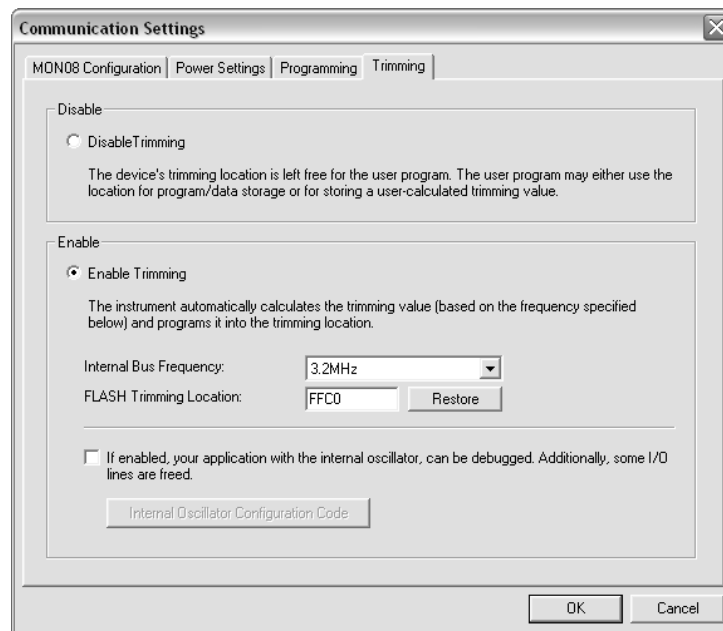 Communication Settings
MON08 Configuration
Power Settings
Programming
Trimming
Disable
DisableTrimming
The device's trimming location is left free for the user program. The user program may either use the
location for program/data storage or for storing a user-calculated trimming value.
Enable
Enable Trimming
The instrument automatically calculates the trimming value (based on the frequency specified
below) and programs it into the trimming location.
Internal Bus Frequency:
3.2MHz
FLASH Trimming Location:
FFC0
Restore
If enabled, your application with the internal oscillator, can be debugged. Additionally, some I/O
lines are freed.
Internal Oscillator Configuration Code
OK
Cancel